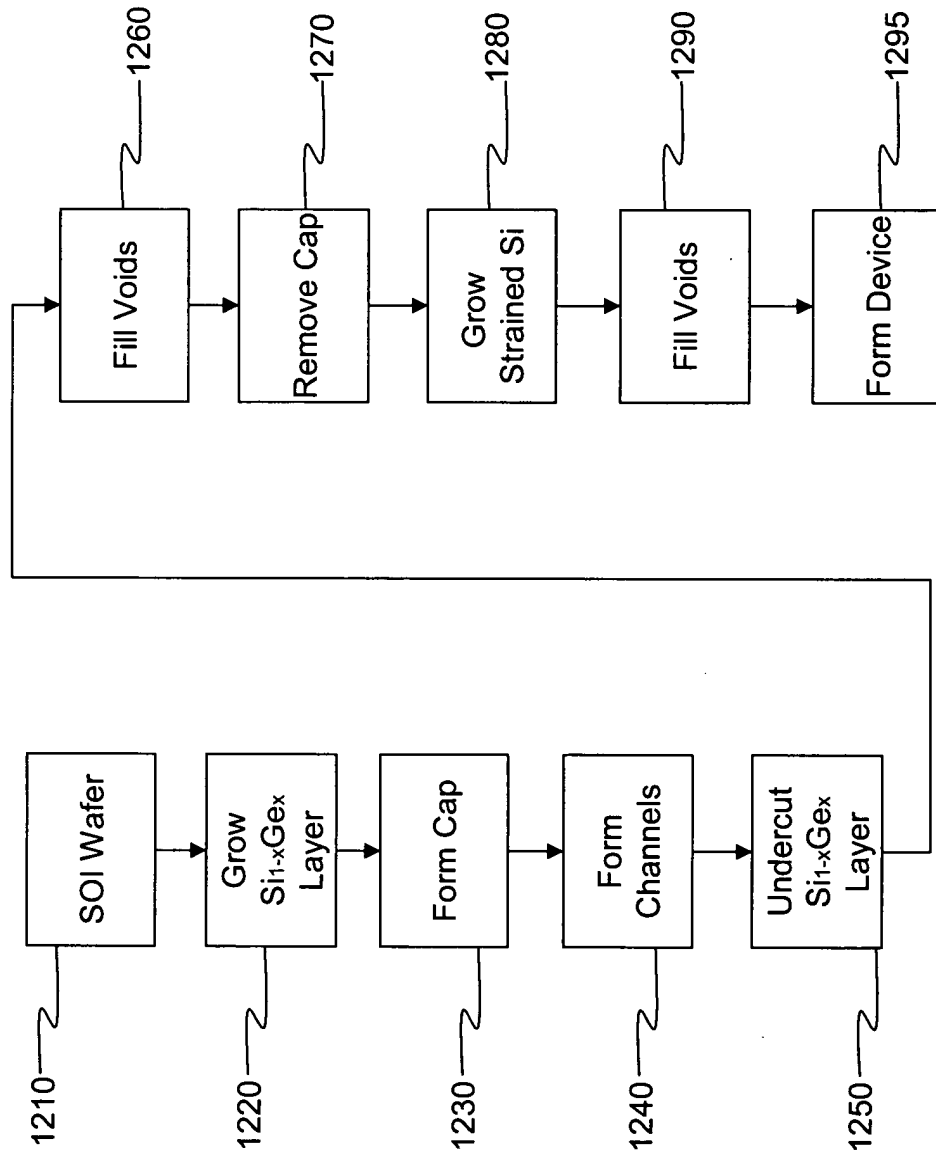 1210
SOI Wafer
1220
Grow
Si1-xGex
Layer
1230
Form Cap
1240
Form
Channels
1250
Undercut
Si1-xGex
Layer
Fill Voids
1260
Remove Cap
1270
Grow
Strained Si
1280
Fill Voids
1290
Form Device
1295